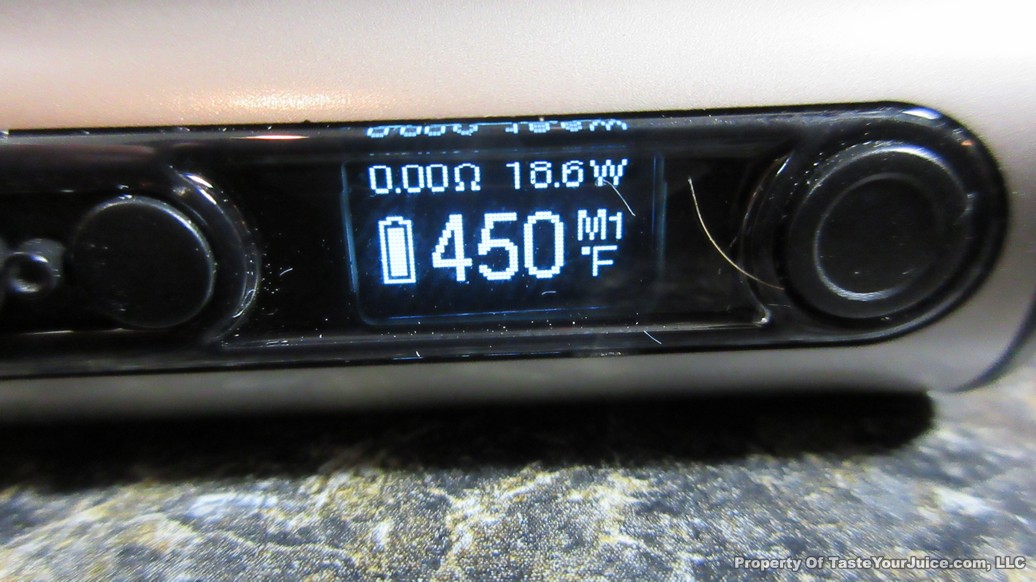 0.00Ω 18.6W
450 M1
°F
Property Of TasteYourJuice.com, LLC